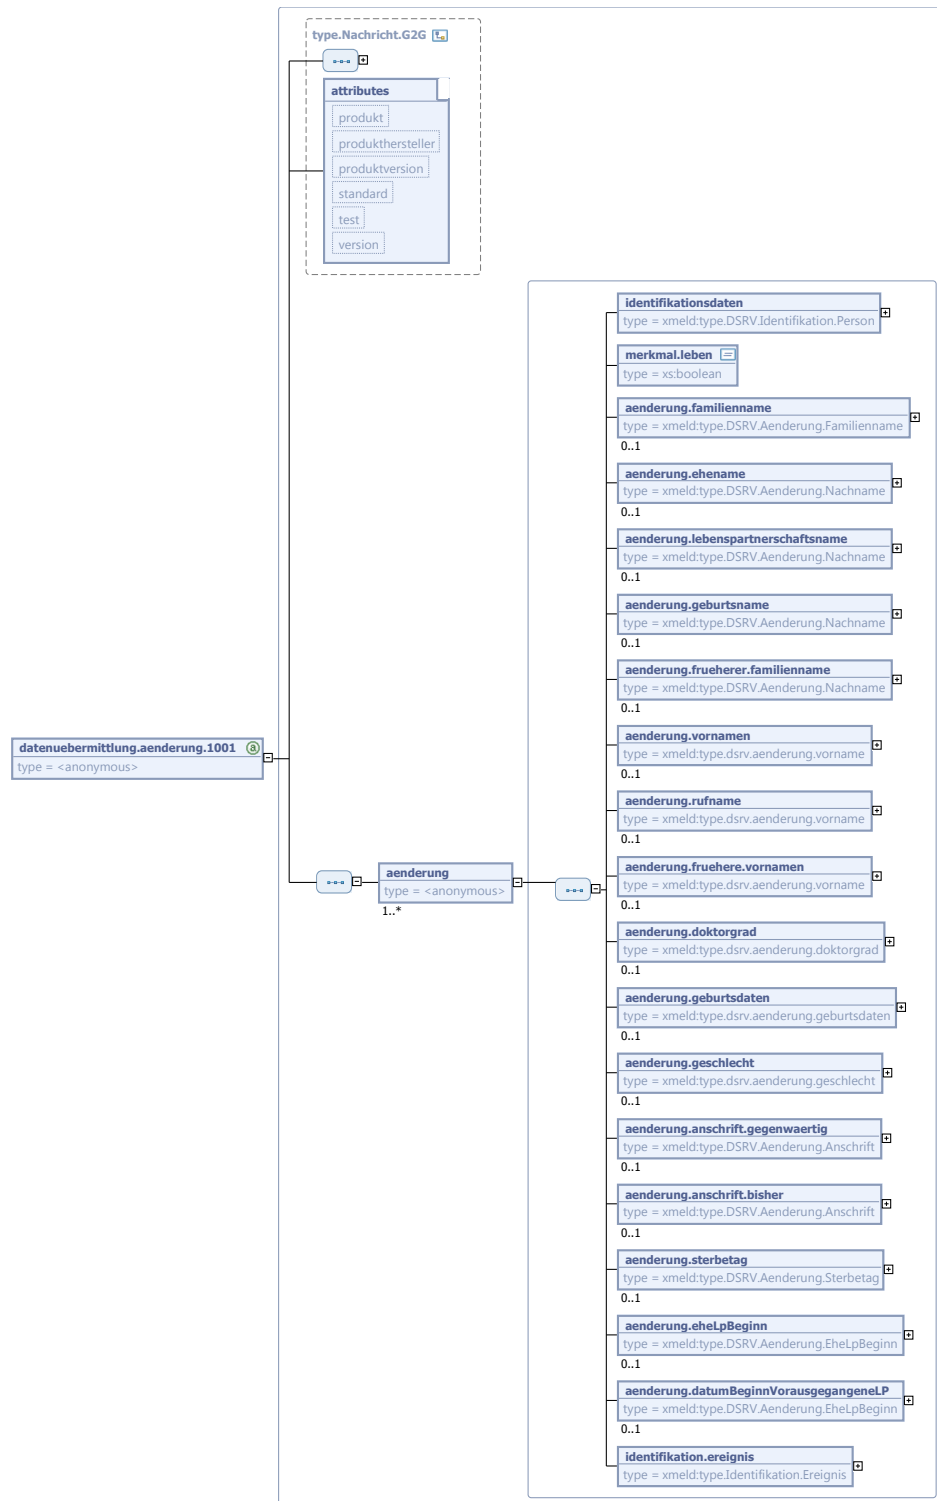 type.Nachricht.G2G
attributes
produkt
produkthersteller
produktversion
standard
test
version
identifikationsdaten
type = xmeld:type.DSRV.Identifikation.Person
merkmal.leben
type = xs:boolean
aenderung.familienname
type = xmeld:type.DSRV.Aenderung.Familienname
0..1
aenderung.ehename
type = xmeld:type.DSRV.Aenderung.Nachname
0..1
aenderung.lebenspartnerschaftsname
type = xmeld:type.DSRV.Aenderung.Nachname
0..1
aenderung.geburtsname
type = xmeld:type.DSRV.Aenderung.Nachname
0..1
aenderung.frueherer.familienname
type = xmeld:type.DSRV.Aenderung.Nachname
0..1
datenuebermittlung.aenderung.1001 a
type = <anonymous>
aenderung.vornamen
type = xmeld:type.dsrv.aenderung.vorname
0..1
aenderung.rufname
type = xmeld:type.dsrv.aenderung.vorname
0..1
aenderung
type = <anonymous>
1..*
aenderung.fruehere.vornamen
type = xmeld:type.dsrv.aenderung.vorname
0..1
aenderung.doktorgrad
type = xmeld:type.dsrv.aenderung.doktorgrad
0..1
aenderung.geburtsdaten
type = xmeld:type.dsrv.aenderung.geburtsdaten
0..1
aenderung.geschlecht
type = xmeld:type.dsrv.aenderung.geschlecht
0..1
aenderung.anschrift.gegenwaertig
type = xmeld:type.DSRV.Aenderung.Anschrift
0..1
aenderung.anschrift.bisher
type = xmeld:type.DSRV.Aenderung.Anschrift
0..1
aenderung.sterbetag
type = xmeld:type.DSRV.Aenderung.Sterbetag
0..1
aenderung.eheLpBeginn
type = xmeld:type.DSRV.Aenderung.EheLpBeginn
0..1
aenderung.datumBeginnVorausgegangeneLP
type = xmeld:type.DSRV.Aenderung.EheLpBeginn
0..1
identifikation.ereignis
type = xmeld:type.Identifikation.Ereignis